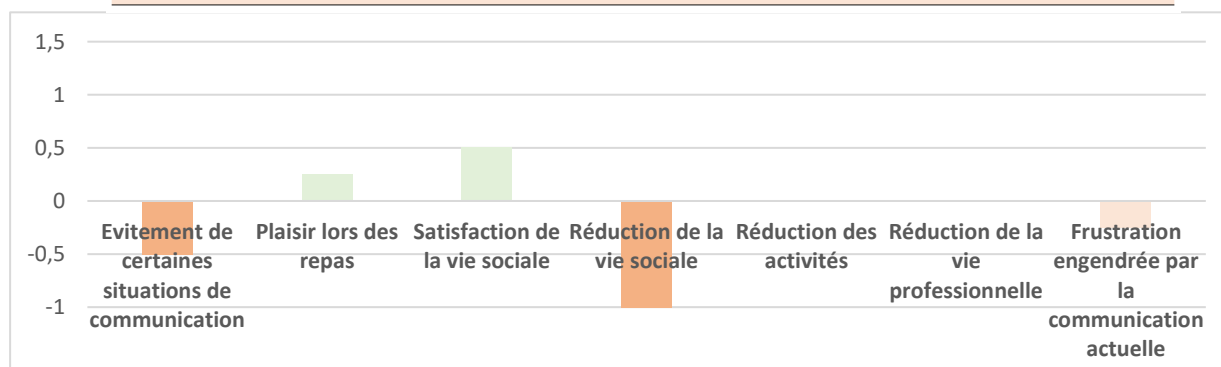 1,5
1
0,5
0
-0,5
-1
Evitement de
certaines
situations de
communication
Plaisir lors des
repas
Satisfaction de
la vie sociale
Réduction de la
vie sociale
Réduction des
activités
Réduction de la
vie
professionnelle
Frustration
engendrée par
la
communication
actuelle